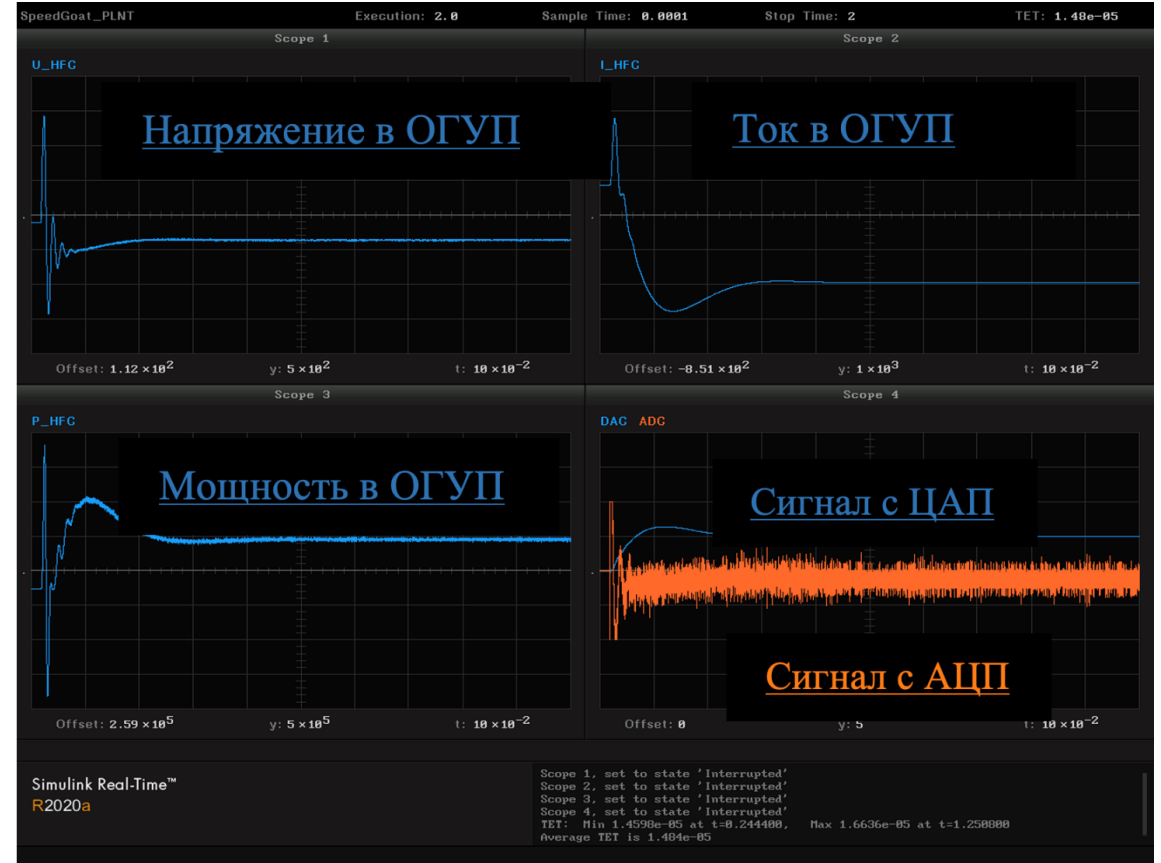 SpeedGoat_PLNT Execution: 2.0 Sample Time: 0.0001 Stop Time: 2 TET: 1.48e-05
Scope 1
U_HFC
Напряжение в ОГУП
Offset: 1.12×10² y: 5×10² t: 10×10⁻²
Scope 2
I_HFC
Ток в ОГУП
Offset: -8.51×10² y: 1×10³ t: 10×10⁻²
Scope 3
P_HFC
Мощность в ОГУП
Offset: 2.59×10⁵ y: 5×10⁵ t: 10×10⁻²
Scope 4
DAC ADC
Сигнал с ЦАП
Сигнал с АЦП
Offset: 0 y: 5 t: 10×10⁻²
Simulink Real-Time™
R2020a
Scope 1, set to state 'Interrupted'
Scope 2, set to state 'Interrupted'
Scope 3, set to state 'Interrupted'
Scope 4, set to state 'Interrupted'
TET: Min 1.4598e-05 at t=0.244400, Max 1.6636e-05 at t=1.250800
Average TET is 1.484e-05